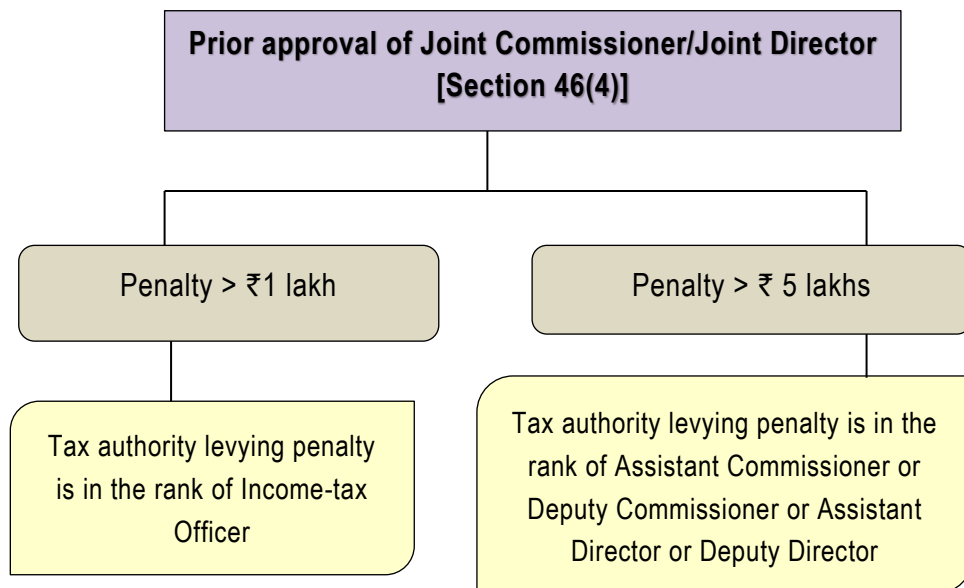 Prior approval of Joint Commissioner/Joint Director
[Section 46(4)]
Penalty > ₹1 lakh
Penalty > ₹ 5 lakhs
Tax authority levying penalty
is in the rank of Income-tax
Officer
Tax authority levying penalty is in the
rank of Assistant Commissioner or
Deputy Commissioner or Assistant
Director or Deputy Director